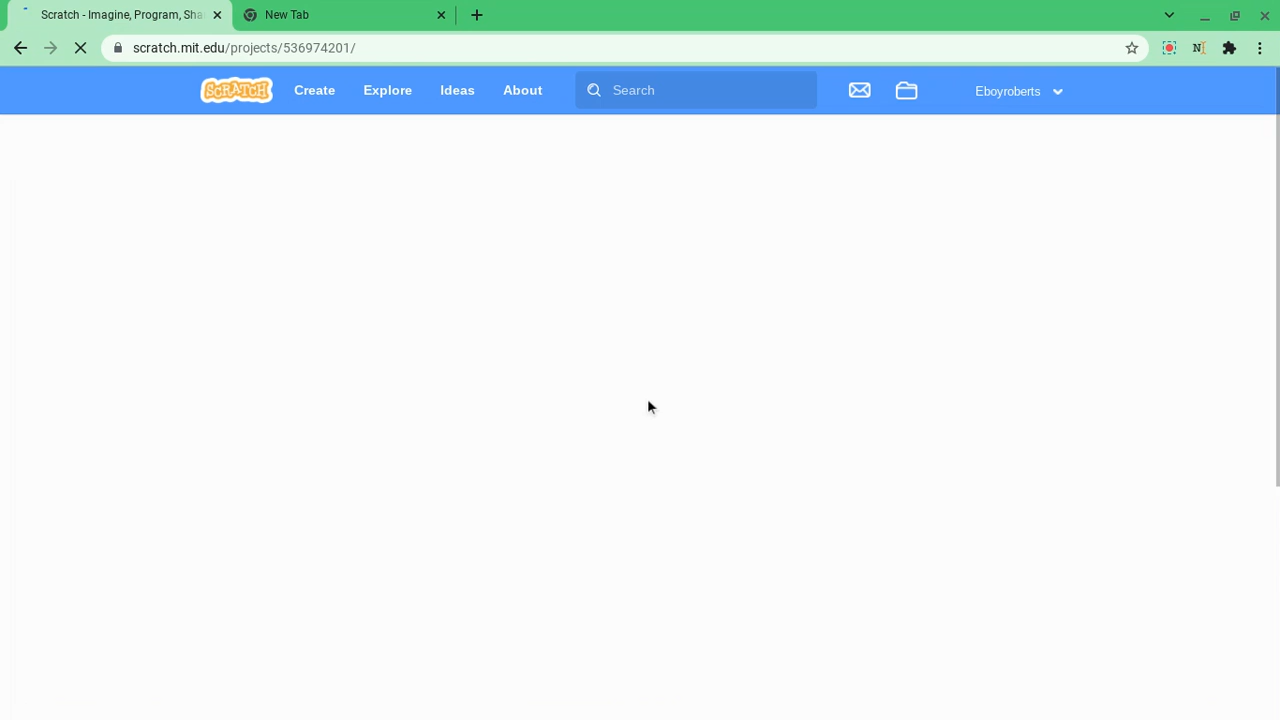 Scratch - Imagine, Program, Sha
New Tab
scratch.mit.edu/projects/536974201/
SCRATCH
Create
Explore
Ideas
About
Search
Eboyroberts